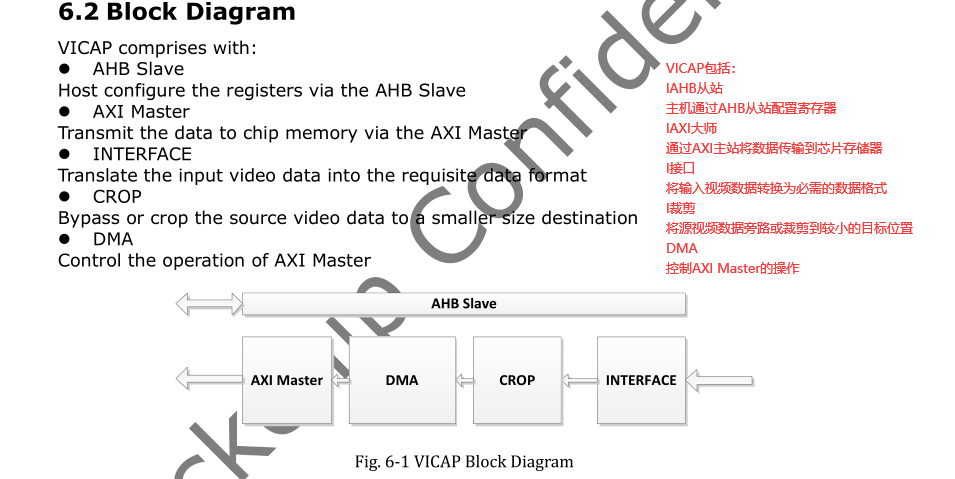 6.2 Block Diagram
VICAP comprises with:
● AHB Slave
Host configure the registers via the AHB Slave
● AXI Master
Transmit the data to chip memory via the AXI Master
● INTERFACE
Translate the input video data into the requisite data format
● CROP
Bypass or crop the source video data to a smaller size destination
● DMA
Control the operation of AXI Master
VICAP包括：
lAHB从站
主机通过AHB从站配置寄存器
lAXI大师
通过AXI主站将数据传输到芯片存储器
l接口
将输入视频数据转换为必需的数据格式
l裁剪
将源视频数据旁路或裁剪到较小的目标位置
DMA
控制AXI Master的操作
AHB Slave
AXI Master
DMA
CROP
INTERFACE
Fig. 6-1 VICAP Block Diagram